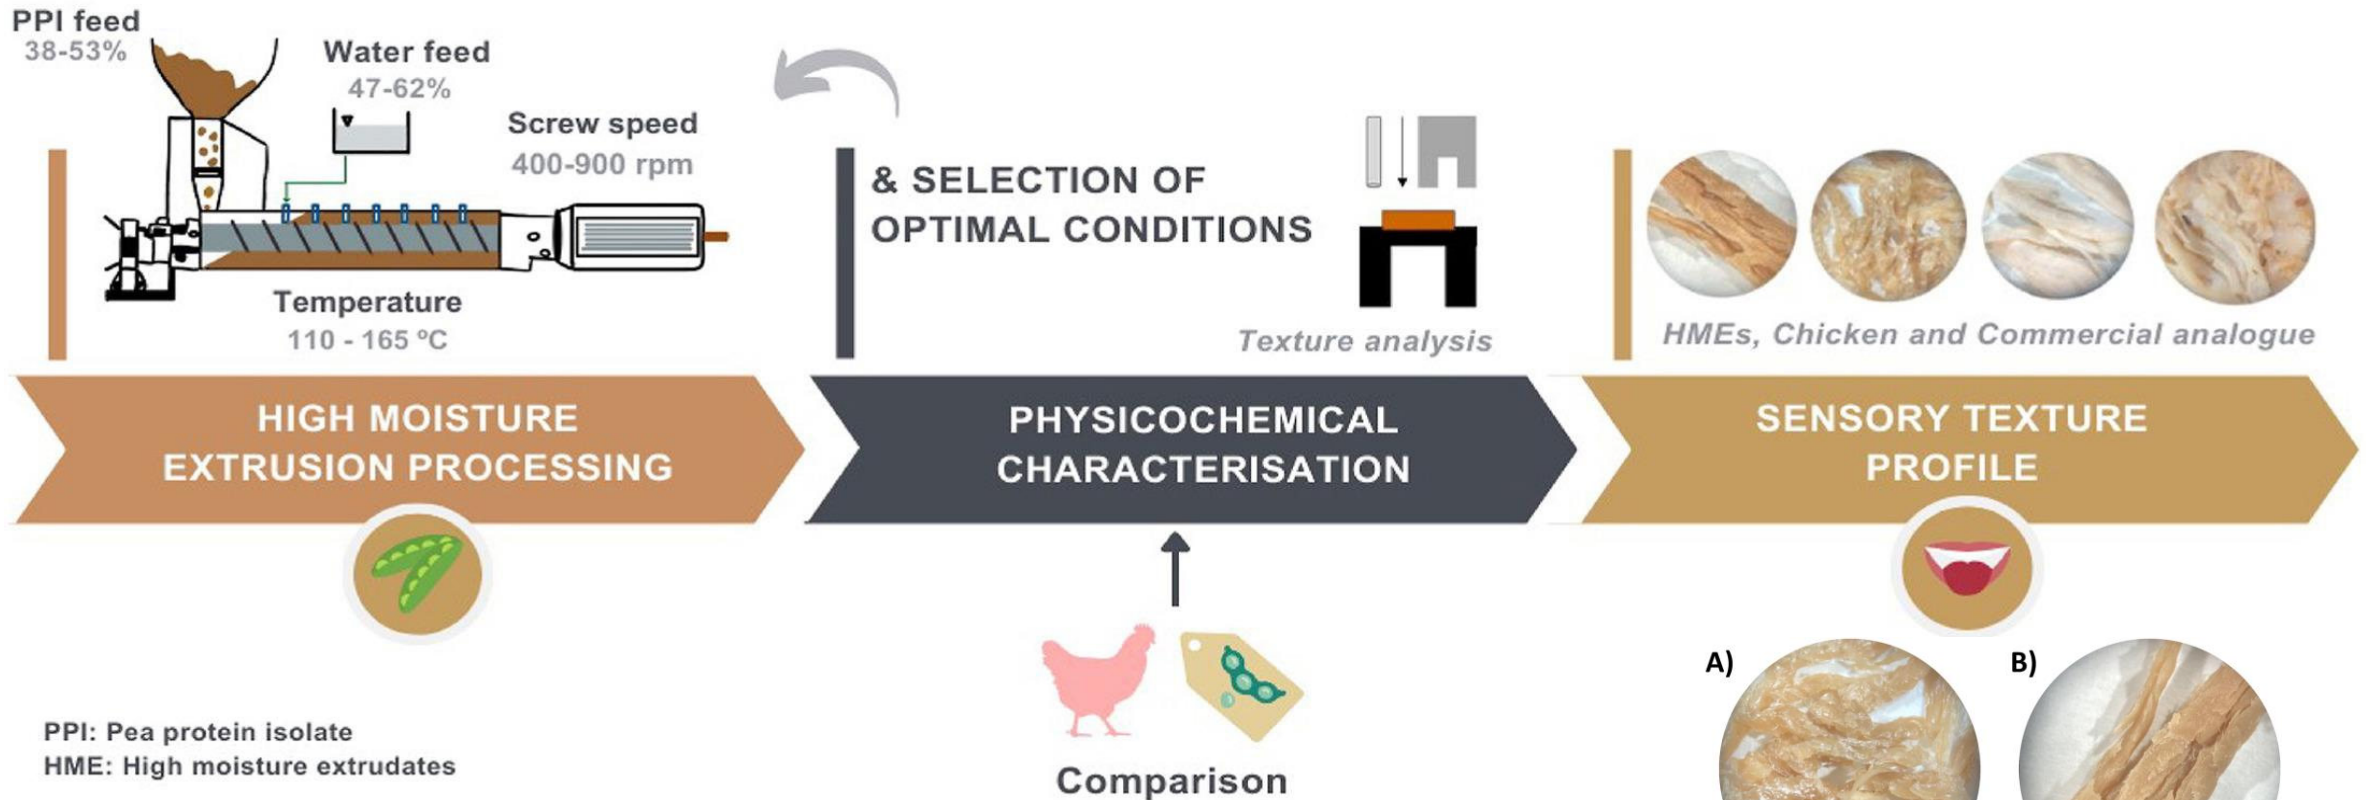 PPI feed
38-53%
Water feed
47-62%
Screw speed
400-900 rpm
Temperature
110 - 165 ºC
HIGH MOISTURE
EXTRUSION PROCESSING
PPI: Pea protein isolate
HME: High moisture extrudates
& SELECTION OF
OPTIMAL CONDITIONS
Texture analysis
PHYSICOCHEMICAL
CHARACTERISATION
Comparison
HMEs, Chicken and Commercial analogue
SENSORY TEXTURE
PROFILE
A)
B)